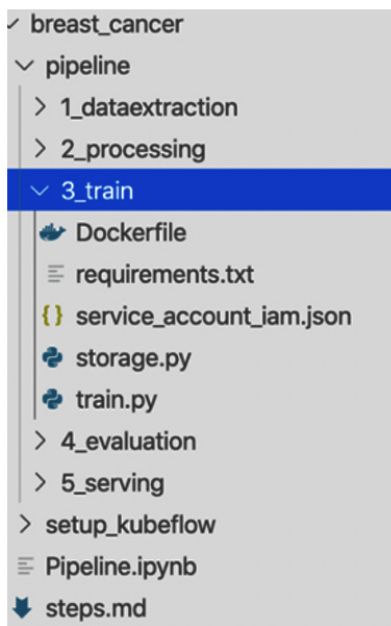 breast_cancer
pipeline
1_dataextraction
2_processing
3_train
Dockerfile
requirements.txt
{} service_account_iam.json
storage.py
train.py
4_evaluation
5_serving
setup_kubeflow
Pipeline.ipynb
steps.md